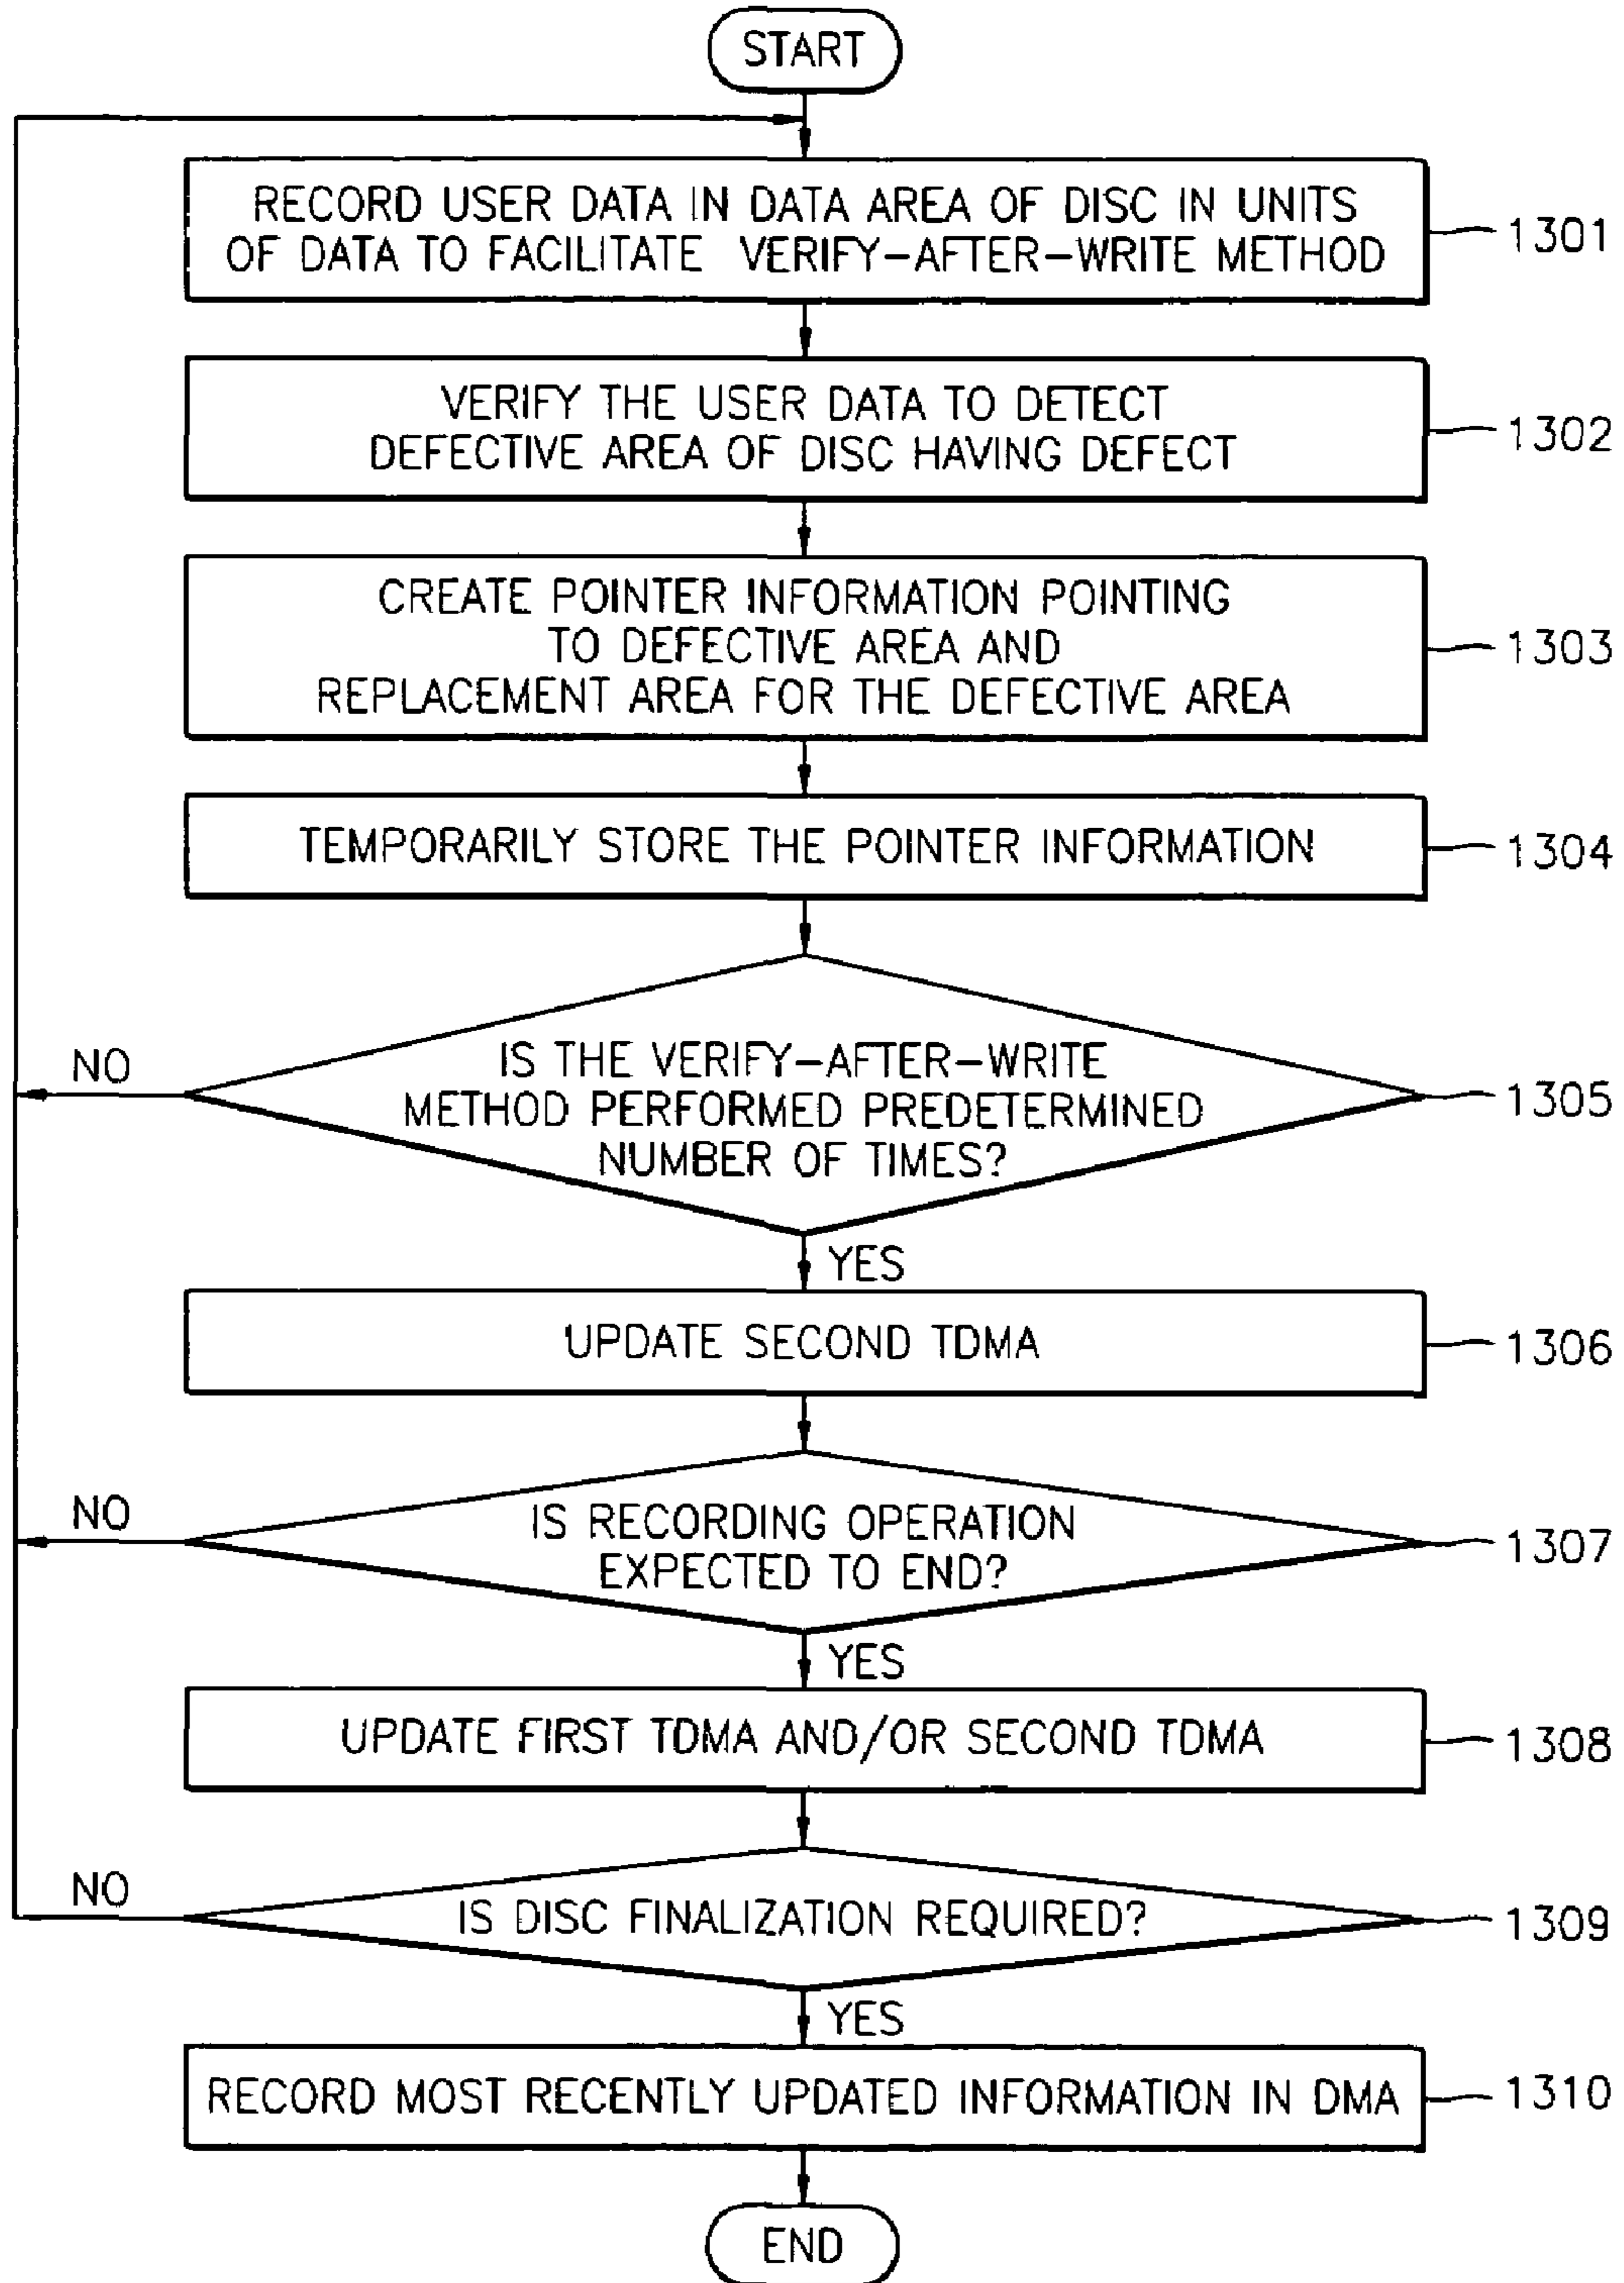 START
RECORD USER DATA IN DATA AREA OF DISC IN UNITS
OF DATA TO FACILITATE VERIFY-AFTER-WRITE METHOD
1301
VERIFY THE USER DATA TO DETECT
DEFECTIVE AREA OF DISC HAVING DEFECT
1302
CREATE POINTER INFORMATION POINTING
TO DEFECTIVE AREA AND
REPLACEMENT AREA FOR THE DEFECTIVE AREA
1303
TEMPORARILY STORE THE POINTER INFORMATION
1304
NO
IS THE VERIFY-AFTER-WRITE
METHOD PERFORMED PREDETERMINED
NUMBER OF TIMES?
1305
YES
UPDATE SECOND TDMA
1306
NO
IS RECORDING OPERATION
EXPECTED TO END?
1307
YES
UPDATE FIRST TDMA AND/OR SECOND TDMA
1308
NO
IS DISC FINALIZATION REQUIRED?
1309
YES
RECORD MOST RECENTLY UPDATED INFORMATION IN DMA
1310
END